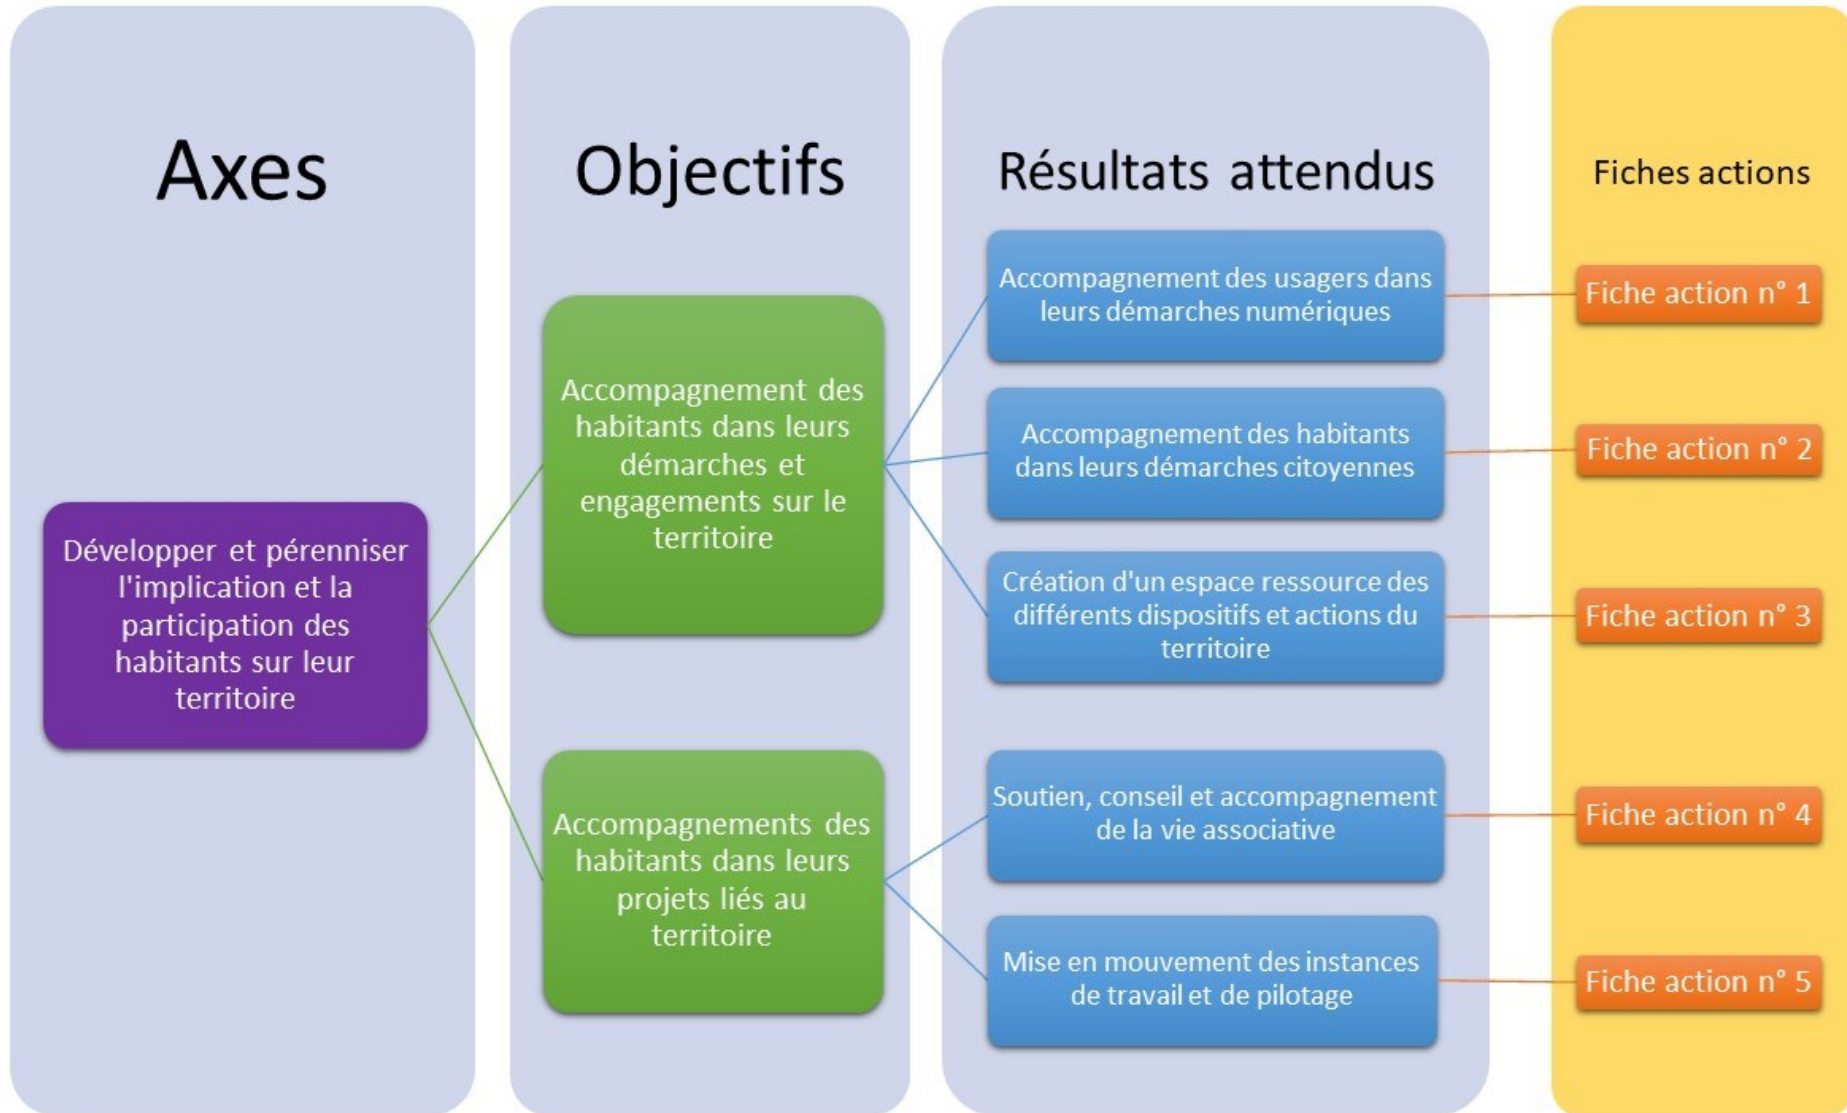 Axes
Développer et pérenniser
l'implication et la
participation des
habitants sur leur
territoire
Objectifs
Accompagnement des
habitants dans leurs
démarches et
engagements sur le
territoire
Accompagnements des
habitants dans leurs
projets liés au
territoire
Résultats attendus
Accompagnement des usagers dans
leurs démarches numériques
Accompagnement des habitants
dans leurs démarches citoyennes
Création d'un espace ressource des
différents dispositifs et actions du
territoire
Soutien, conseil et accompagnement
de la vie associative
Mise en mouvement des instances
de travail et de pilotage
Fiches actions
Fiche action n° 1
Fiche action n° 2
Fiche action n° 3
Fiche action n° 4
Fiche action n° 5